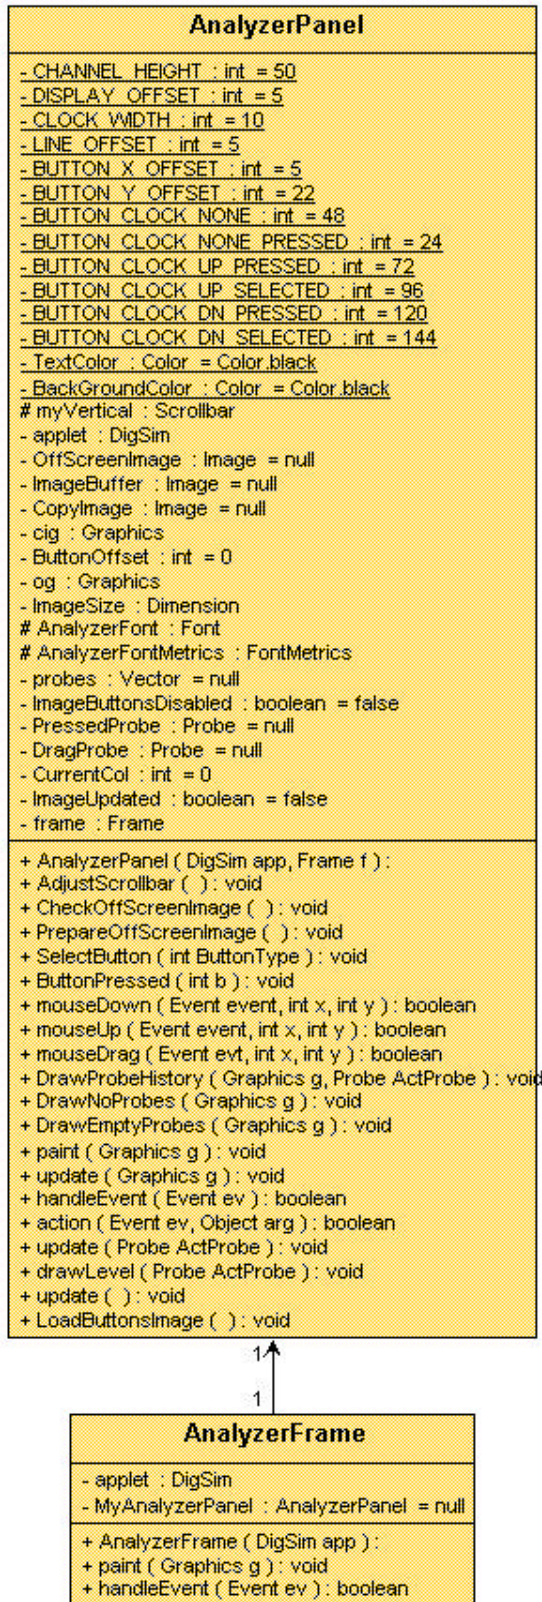 AnalyzerPanel
- CHANNEL_HEIGHT : int = 50
- DISPLAY_OFFSET : int = 5
- CLOCK_WIDTH : int = 10
- LINE_OFFSET : int = 5
- BUTTON_X_OFFSET : int = 5
- BUTTON_Y_OFFSET : int = 22
- BUTTON_CLOCK_NONE : int = 48
- BUTTON_CLOCK_NONE_PRESSED : int = 24
- BUTTON_CLOCK_UP_PRESSED : int = 72
- BUTTON_CLOCK_UP_SELECTED : int = 96
- BUTTON_CLOCK_DN_PRESSED : int = 120
- BUTTON_CLOCK_DN_SELECTED : int = 144
- TextColor : Color = Color.black
- BackGroundColor : Color = Color.black
# myVertical : Scrollbar
- applet : DigSim
- OffScreenImage : Image = null
- ImageBuffer : Image = null
- CopyImage : Image = null
- cig : Graphics
- ButtonOffset : int = 0
- og : Graphics
- ImageSize : Dimension
# AnalyzerFont : Font
# AnalyzerFontMetrics : FontMetrics
- probes : Vector = null
- ImageButtonsDisabled : boolean = false
- PressedProbe : Probe = null
- DragProbe : Probe = null
- CurrentCol : int = 0
- ImageUpdated : boolean = false
- frame : Frame
+ AnalyzerPanel ( DigSim app, Frame f ) :
+ AdjustScrollbar ( ) : void
+ CheckOffScreenImage ( ) : void
+ PrepareOffScreenImage ( ) : void
+ SelectButton ( int ButtonType ) : void
+ ButtonPressed ( int b ) : void
+ mouseDown ( Event event, int x, int y ) : boolean
+ mouseUp ( Event event, int x, int y ) : boolean
+ mouseDrag ( Event evt, int x, int y ) : boolean
+ DrawProbeHistory ( Graphics g, Probe ActProbe ) : void
+ DrawNoProbes ( Graphics g ) : void
+ DrawEmptyProbes ( Graphics g ) : void
+ paint ( Graphics g ) : void
+ update ( Graphics g ) : void
+ handleEvent ( Event ev ) : boolean
+ action ( Event ev, Object arg ) : boolean
+ update ( Probe ActProbe ) : void
+ drawLevel ( Probe ActProbe ) : void
+ update ( ) : void
+ LoadButtonsImage ( ) : void
1
1
AnalyzerFrame
- applet : DigSim
- MyAnalyzerPanel : AnalyzerPanel = null
+ AnalyzerFrame ( DigSim app ) :
+ paint ( Graphics g ) : void
+ handleEvent ( Event ev ) : boolean